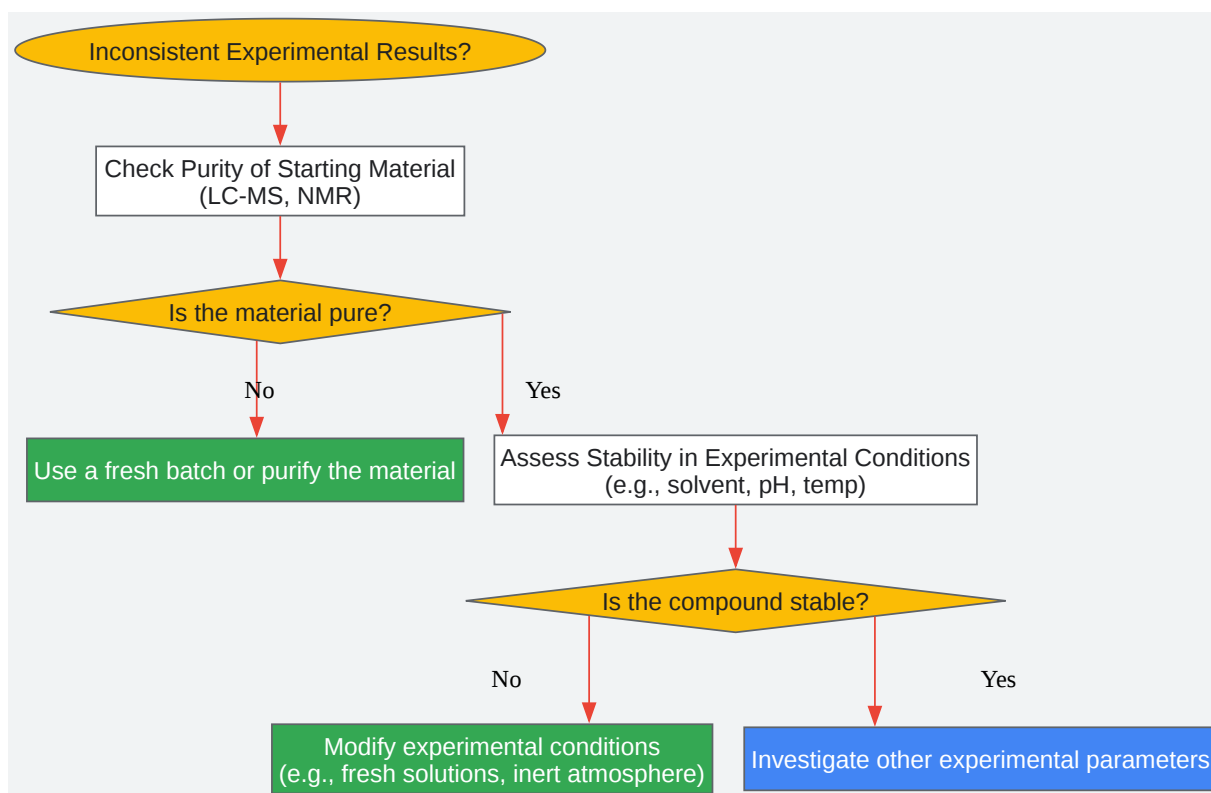 Inconsistent Experimental Results?
Check Purity of Starting Material
(LC-MS, NMR)
Is the material pure?
No
Yes
Use a fresh batch or purify the material
Assess Stability in Experimental Conditions
(e.g., solvent, pH, temp)
Is the compound stable?
No
Yes
Modify experimental conditions
(e.g., fresh solutions, inert atmosphere)
Investigate other experimental parameters